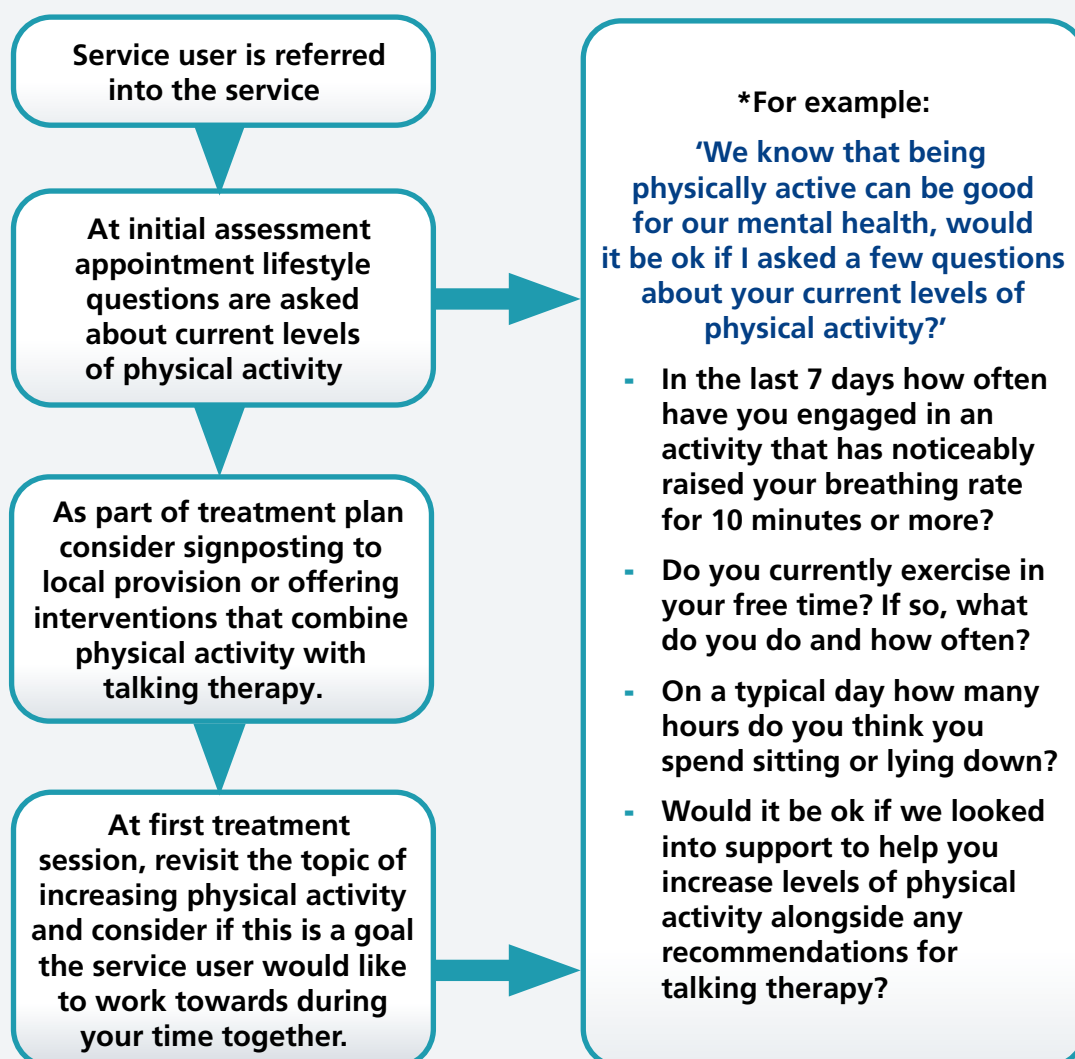 Service user is referred
into the service
At initial assessment
appointment lifestyle
questions are asked
about current levels
of physical activity
As part of treatment plan
consider signposting to
local provision or offering
interventions that combine
physical activity with
talking therapy.
At first treatment
session, revisit the topic of
increasing physical activity
and consider if this is a goal
the service user would like
to work towards during
your time together.
*For example:
‘We know that being
physically active can be good
for our mental health, would
it be ok if I asked a few questions
about your current levels of
physical activity?’
- In the last 7 days how often
have you engaged in an
activity that has noticeably
raised your breathing rate
for 10 minutes or more?
- Do you currently exercise in
your free time? If so, what
do you do and how often?
- On a typical day how many
hours do you think you
spend sitting or lying down?
- Would it be ok if we looked
into support to help you
increase levels of physical
activity alongside any
recommendations for
talking therapy?